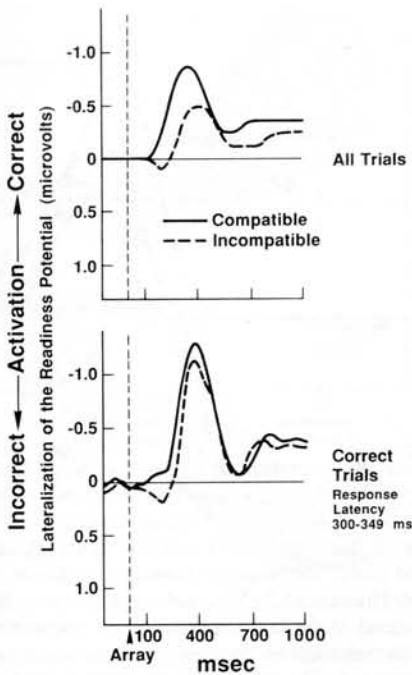 -1.0
-0.5
0
0.5
1.0
All Trials
Compatible
Incompatible
Incorrect ← Activation → Correct
Lateralization of the Readiness Potential (microvolts)
-1.0
-0.5
0
0.5
1.0
Correct
Trials
Response
Latency
300-349 ms
100 400 700 1000
Array
msec